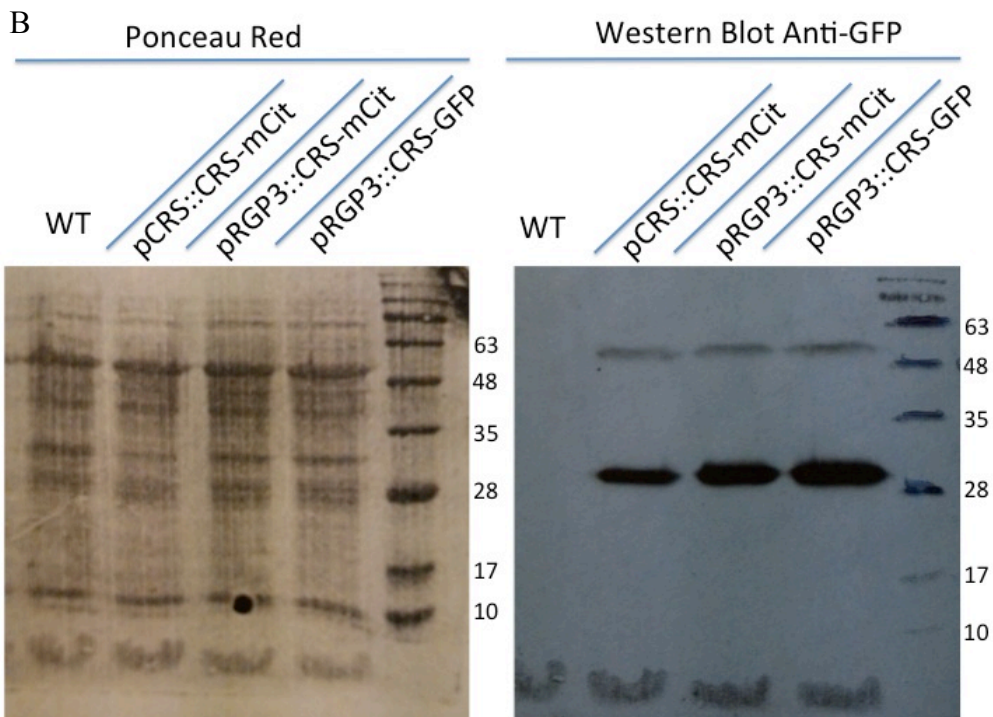 B
Ponceau Red
WT
pCRS::CRS-mCit
pRGP3::CRS-mCit
pRGP3::CRS-GFP
63
48
35
28
17
10
Western Blot Anti-GFP
WT
pCRS::CRS-mCit
pRGP3::CRS-mCit
pRGP3::CRS-GFP
63
48
35
28
17
10